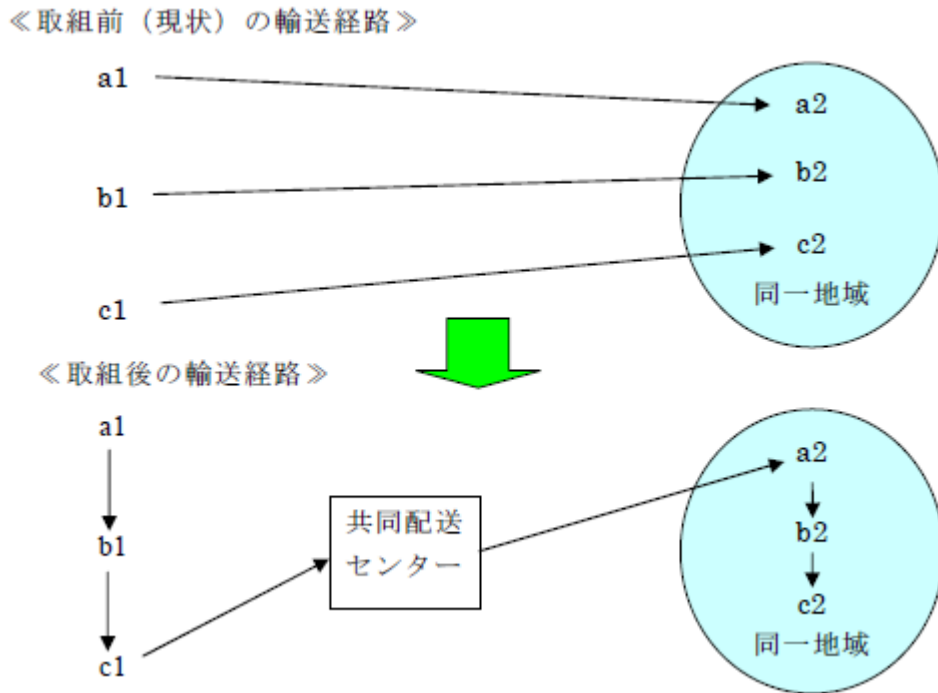 ≪取組前（現状）の輸送経路≫
a1
a2
b1
b2
c2
c1
同一地域
≪取組後の輸送経路≫
a1
a2
共同配送
センター
b1
b2
c2
c1
同一地域